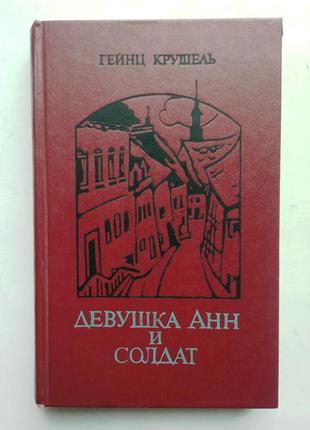 ГЕЙНЦ КРУШЕЛЬ
ДЕВУШКА АНН
И
СОЛДАТ